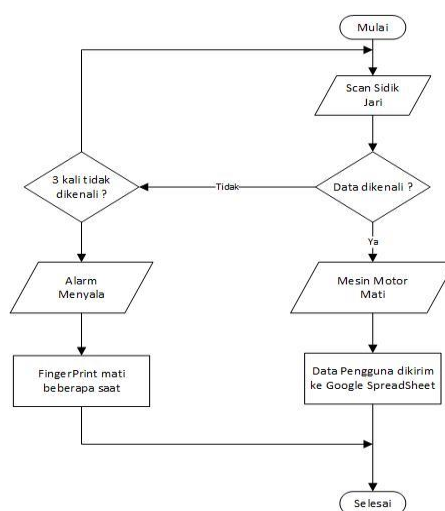 Mulai
Scan Sidik
Jari
3 kali tidak
dikenali ?
Tidak
Data dikenali ?
Ya
Alarm
Menyala
Mesin Motor
Mati
FingerPrint mati
beberapa saat
Data Pengguna dikirim
ke Google SpreadSheet
Selesai